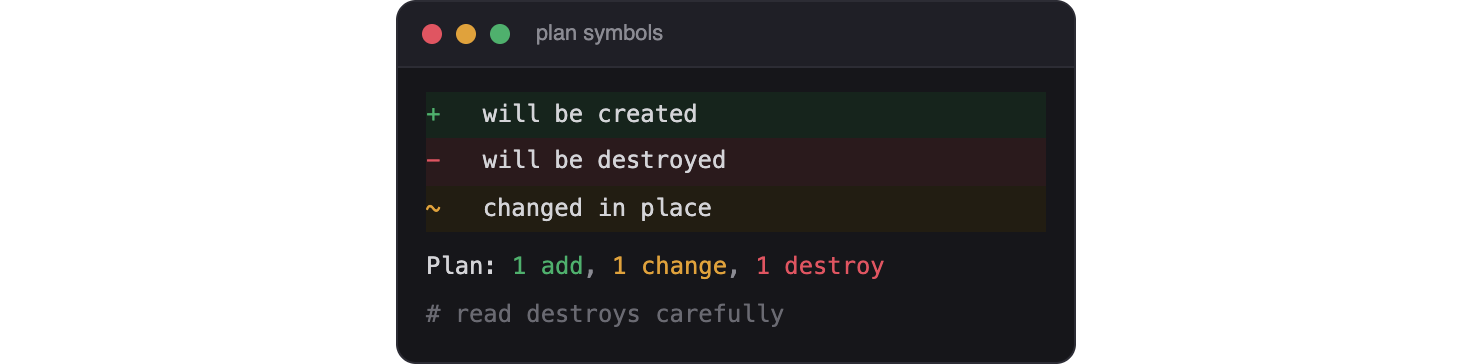 plan symbols
+ will be created
− will be destroyed
~ changed in place
Plan: 1 add, 1 change, 1 destroy
# read destroys carefully